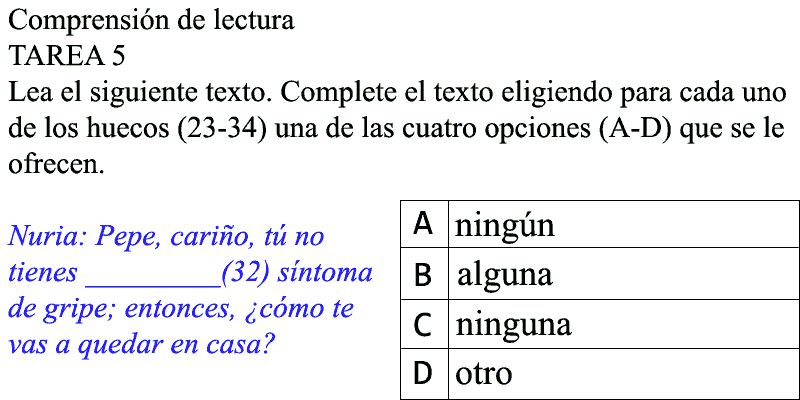 Comprensión de lectura
TAREA 5
Lea el siguiente texto. Complete el texto eligiendo para cada uno
de los huecos (23-34) una de las cuatro opciones (A-D) que se le
ofrecen.
Nuria: Pepe, cariño, tú no
tienes _________(32) síntoma
de gripe; entonces, ¿cómo te
vas a quedar en casa?
A ningún
B alguna
C ninguna
D otro